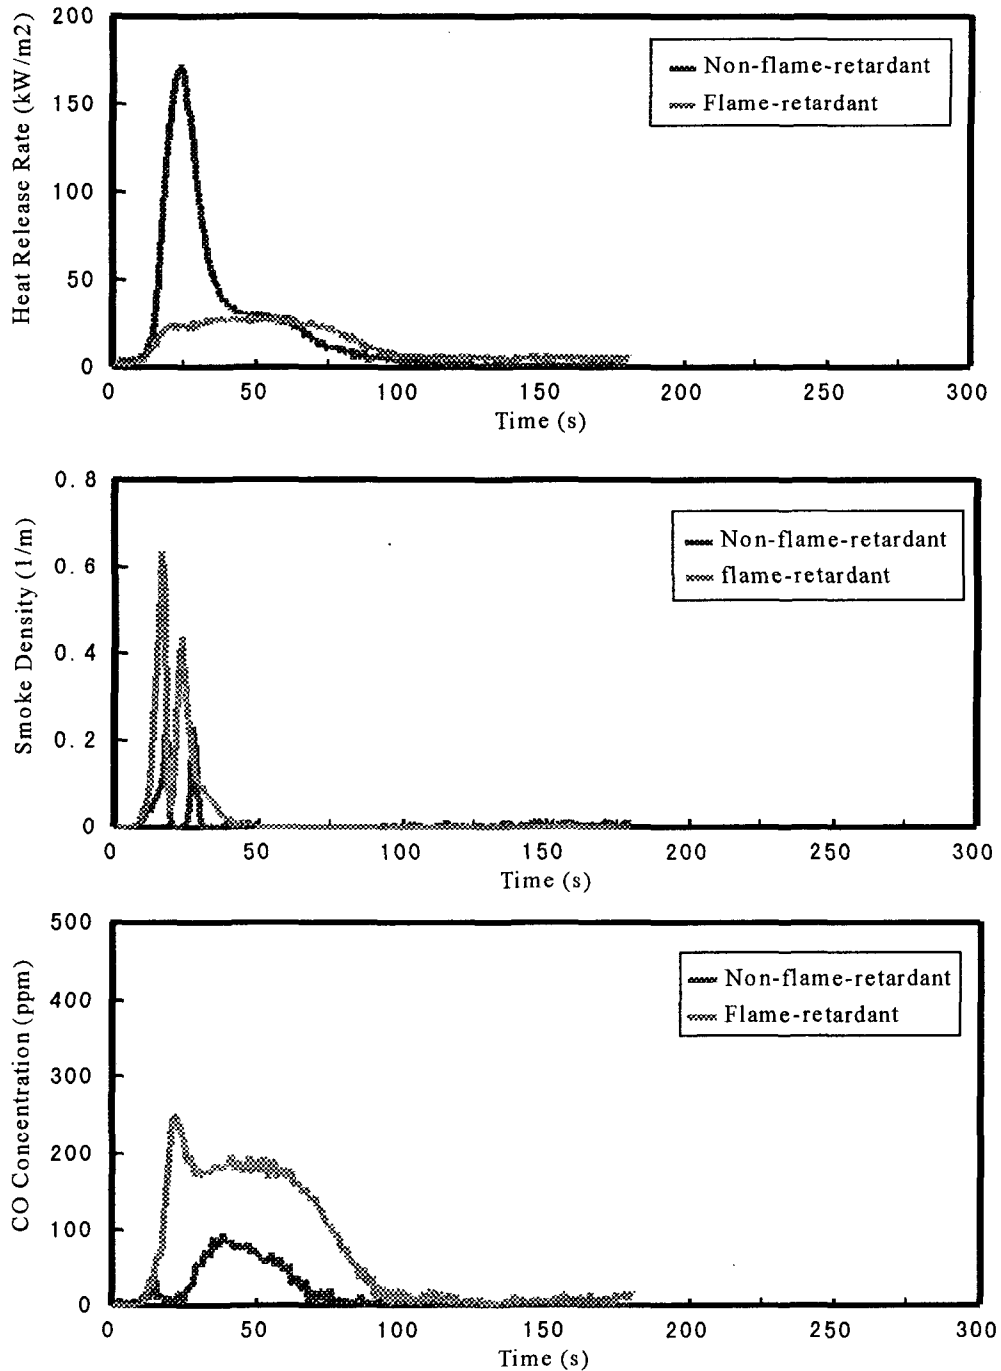 200
150
100
50
0
Heat Release Rate (kW/m2)
Non-flame-retardant
Flame-retardant
0 50 100 150 200 250 300
Time (s)
0. 8
0. 6
0. 4
0. 2
0
Smoke Density (1/m)
Non-flame-retardant
flame-retardant
0 50 100 150 200 250 300
Time (s)
500
400
300
200
100
0
CO Concentration (ppm)
Non-flame-retardant
Flame-retardant
0 50 100 150 200 250 300
Time (s)